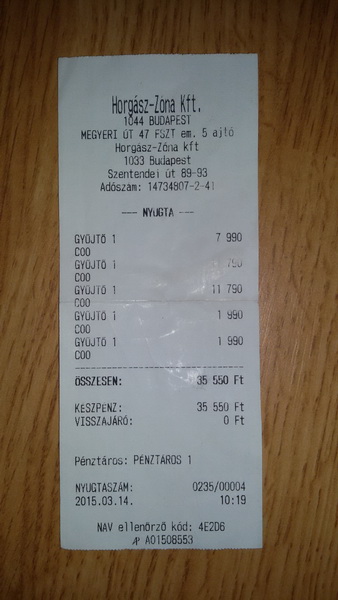 Horgász-Zóna Kft.
1044 BUDAPEST
MEGYERI ÚT 47 FSZT em. 5 ajtó
Horgász-Zóna kft
1033 Budapest
Szentendei út 89-93
Adószám: 14734807-2-41
--- NYUGTA ---
GYŰJTŐ 1 7 990
C00
GYŰJTŐ 1 790
C00
GYŰJTŐ 1 11 790
C00
GYŰJTŐ 1 1 990
C00
GYŰJTŐ 1 1 990
C00
ÖSSZESEN: 35 550 Ft
KÉSZPÉNZ: 35 550 Ft
VISSZAJÁRÓ: 0 Ft
Pénztáros: PÉNZTÁROS 1
NYUGTASZÁM: 0235/00004
2015.03.14. 10:19
NAV ellenőrző kód: 4E2D6
AP A01508553